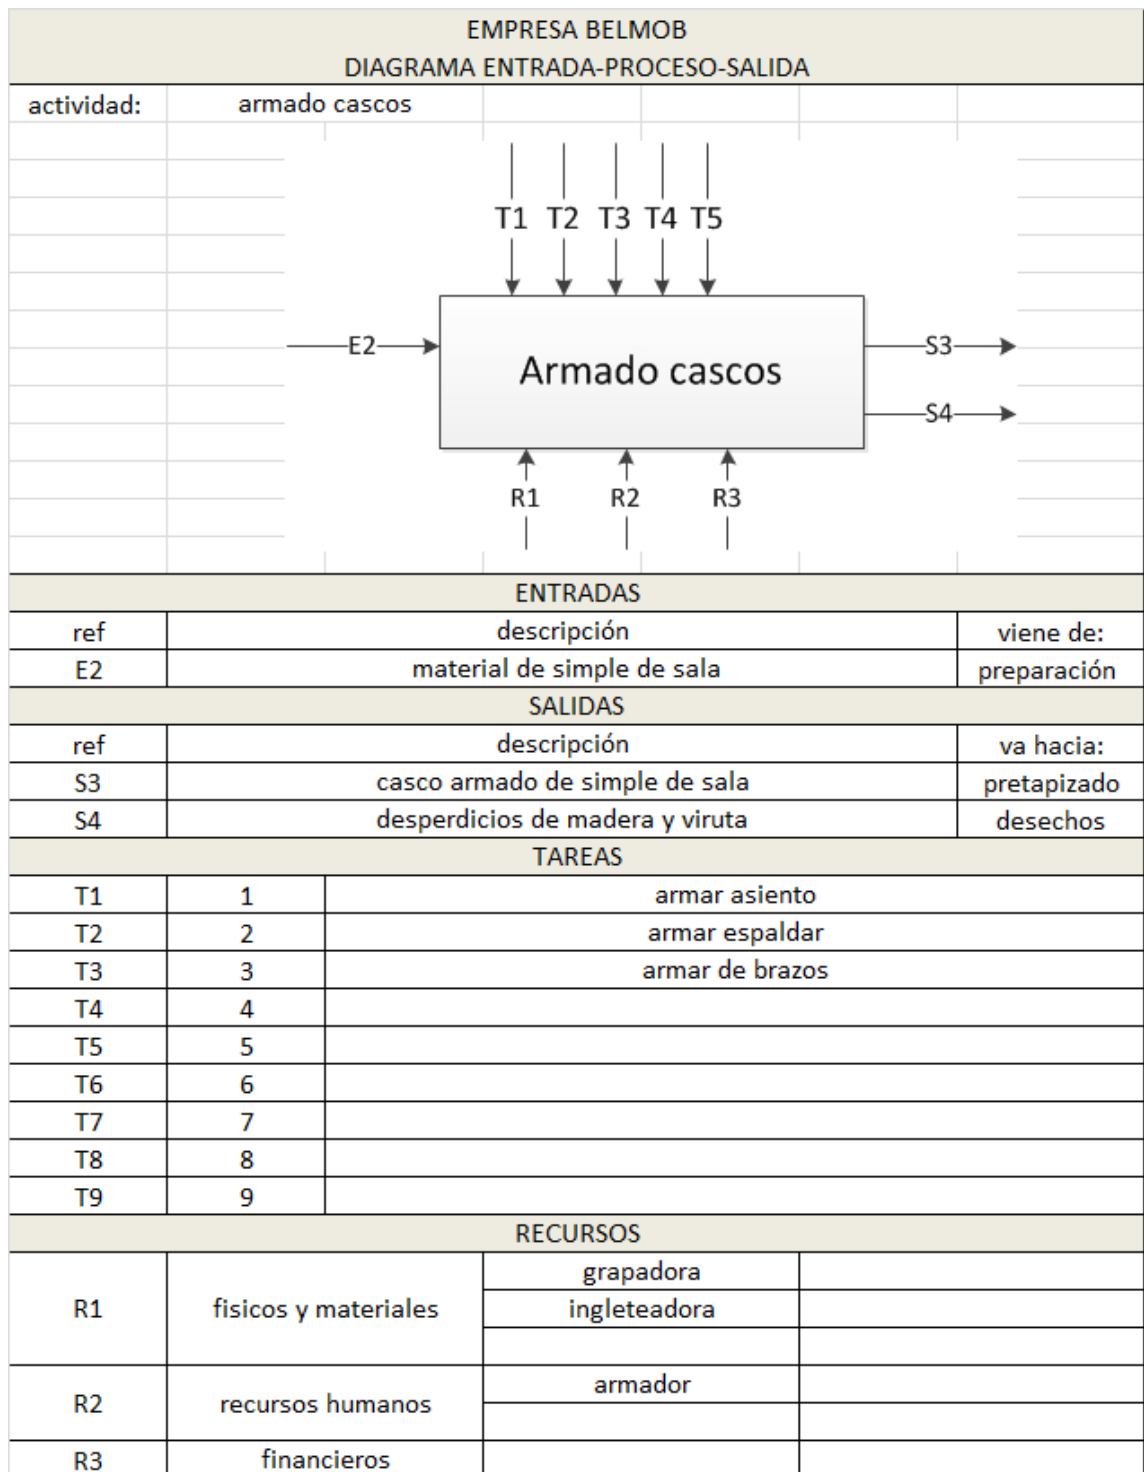 EMPRESA BELMOB
DIAGRAMA ENTRADA-PROCESO-SALIDA
actividad: armado cascos
T1 T2 T3 T4 T5
E2
Armado cascos
S3
S4
R1 R2 R3
ENTRADAS
ref descripción viene de:
E2 material de simple de sala preparación
SALIDAS
ref descripción va hacia:
S3 casco armado de simple de sala pretapizado
S4 desperdicios de madera y viruta desechos
TAREAS
T1 1 armar asiento
T2 2 armar espaldar
T3 3 armar de brazos
T4 4
T5 5
T6 6
T7 7
T8 8
T9 9
RECURSOS
R1 fisicos y materiales grapadora
ingleteadora
R2 recursos humanos armador
R3 financieros